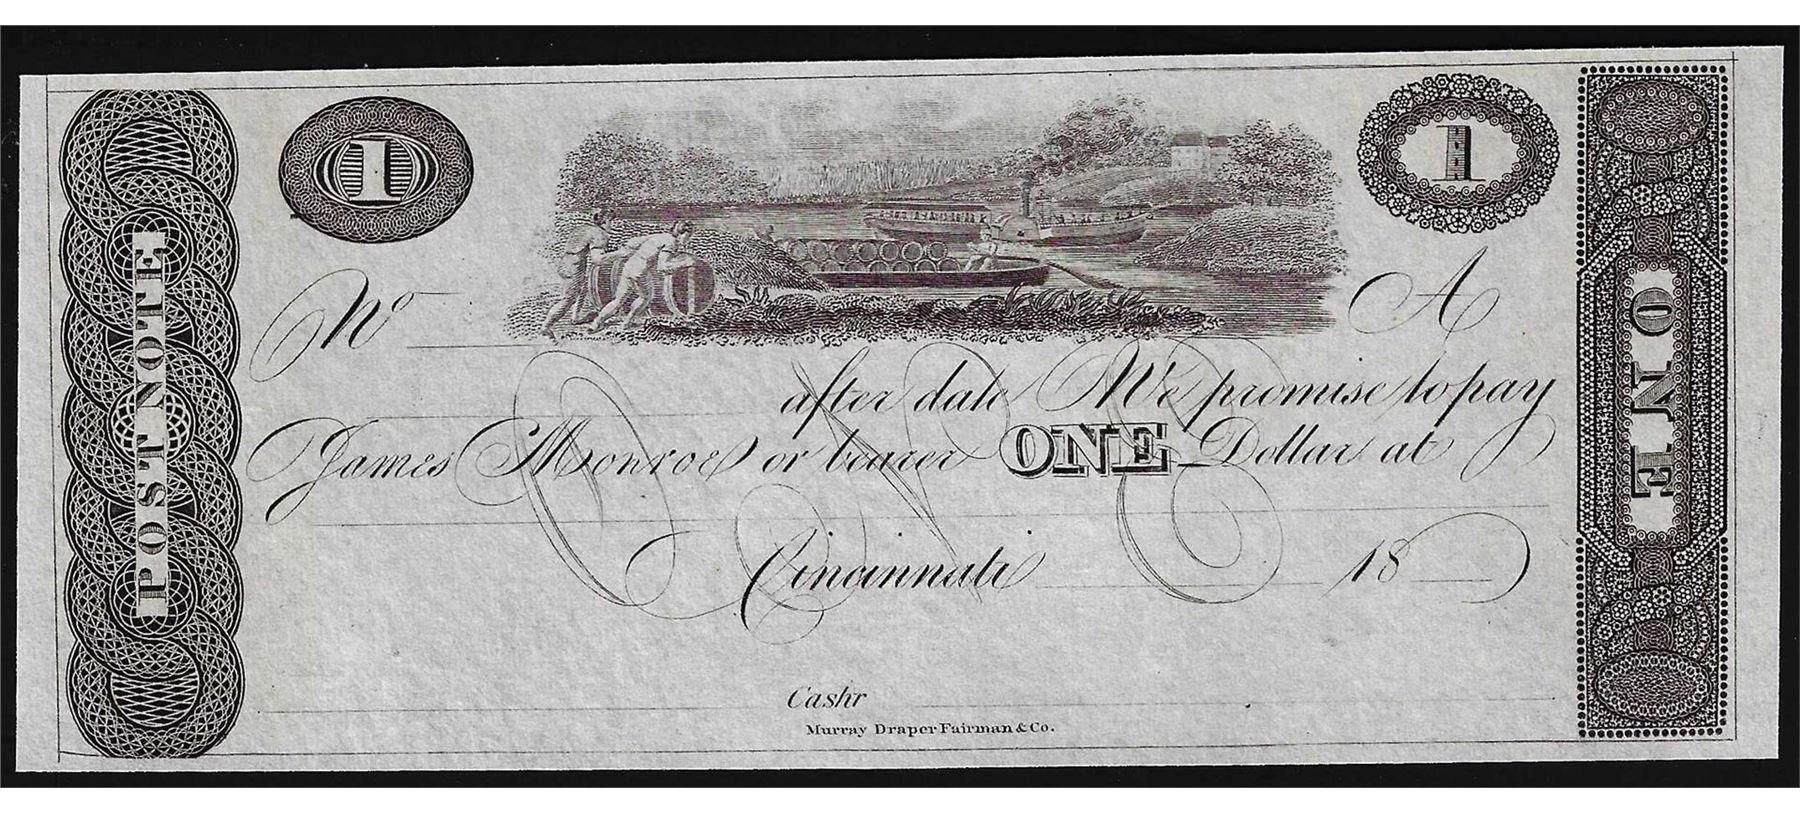 POST NOTE
1
1
ONE
No A
after date We promise to pay
James Monroe or bearer ONE Dollar at
Cincinnati 18
Cashr
Murray Draper Fairman & Co.